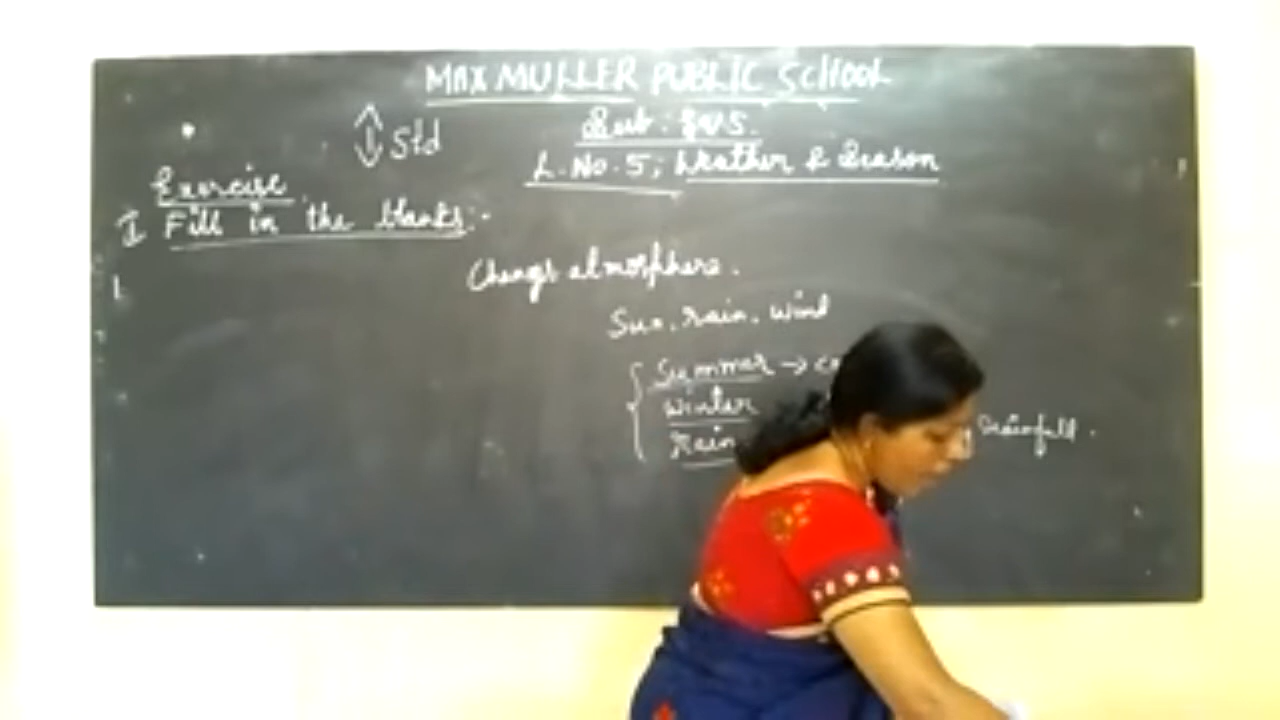 MAX MULLER PUBLIC SCHOOL
Sub: E.V.S.
I Std
L.No.5; Weather & Season
Exercise
I Fill in the blanks:-
Change atmosphere.
1.
Sun, rain, wind
Summer →
Winter
Rain rainfall.